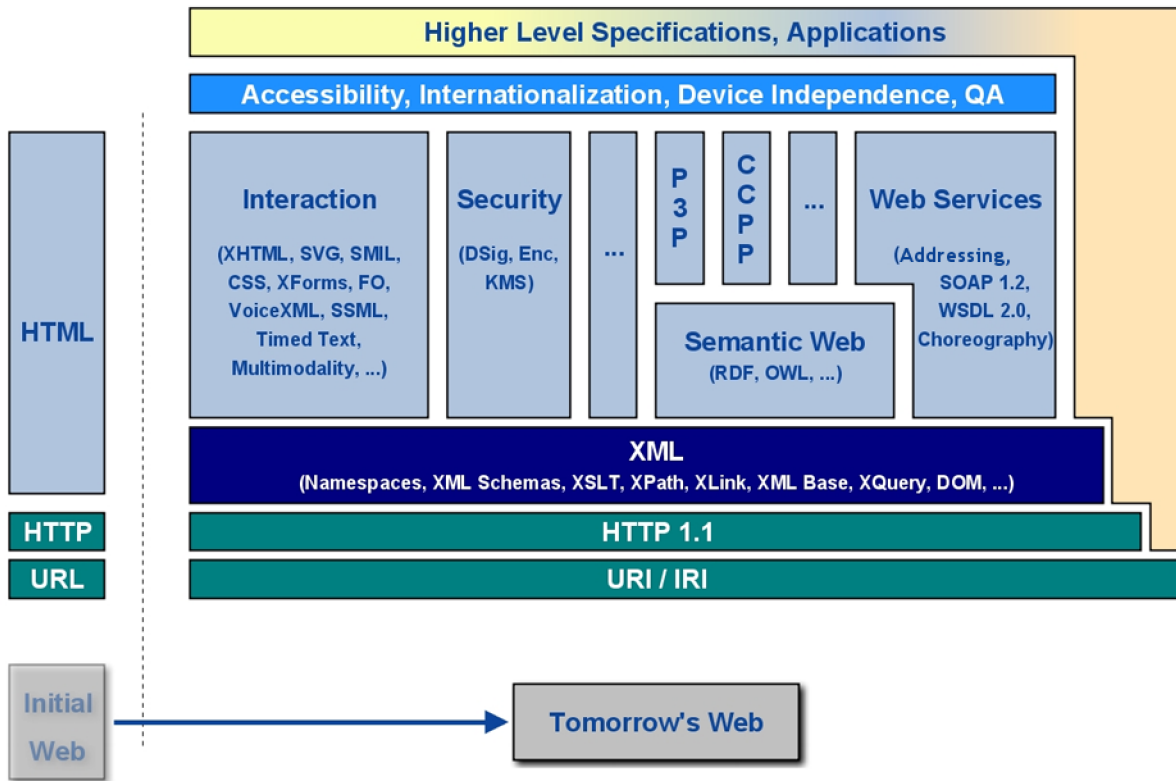 Higher Level Specifications, Applications
Accessibility, Internationalization, Device Independence, QA
HTML
Interaction
(XHTML, SVG, SMIL,
CSS, XForms, FO,
VoiceXML, SSML,
Timed Text,
Multimodality, ...)
Security
(DSig, Enc,
KMS)
...
P3P
CCPP
...
Web Services
(Addressing,
SOAP 1.2,
WSDL 2.0,
Choreography)
Semantic Web
(RDF, OWL, ...)
XML
(Namespaces, XML Schemas, XSLT, XPath, XLink, XML Base, XQuery, DOM, ...)
HTTP
HTTP 1.1
URL
URI / IRI
Initial
Web
Tomorrow's Web